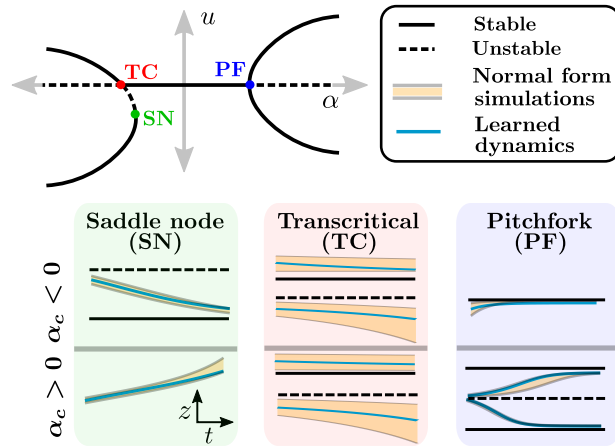 u
TC
PF
α
SN
Stable
Unstable
Normal form
simulations
Learned
dynamics
Saddle node
(SN)
Transcritical
(TC)
Pitchfork
(PF)
α_c < 0
α_c > 0
z
t